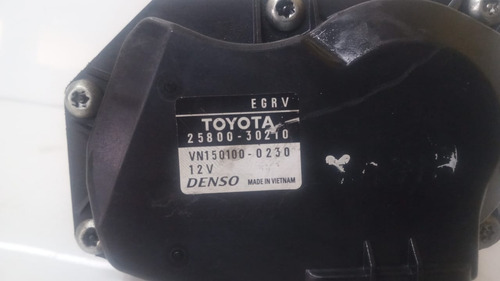 EGRV
TOYOTA
25800-30210
VN150100-0230
12V
DENSO MADE IN VIETNAM